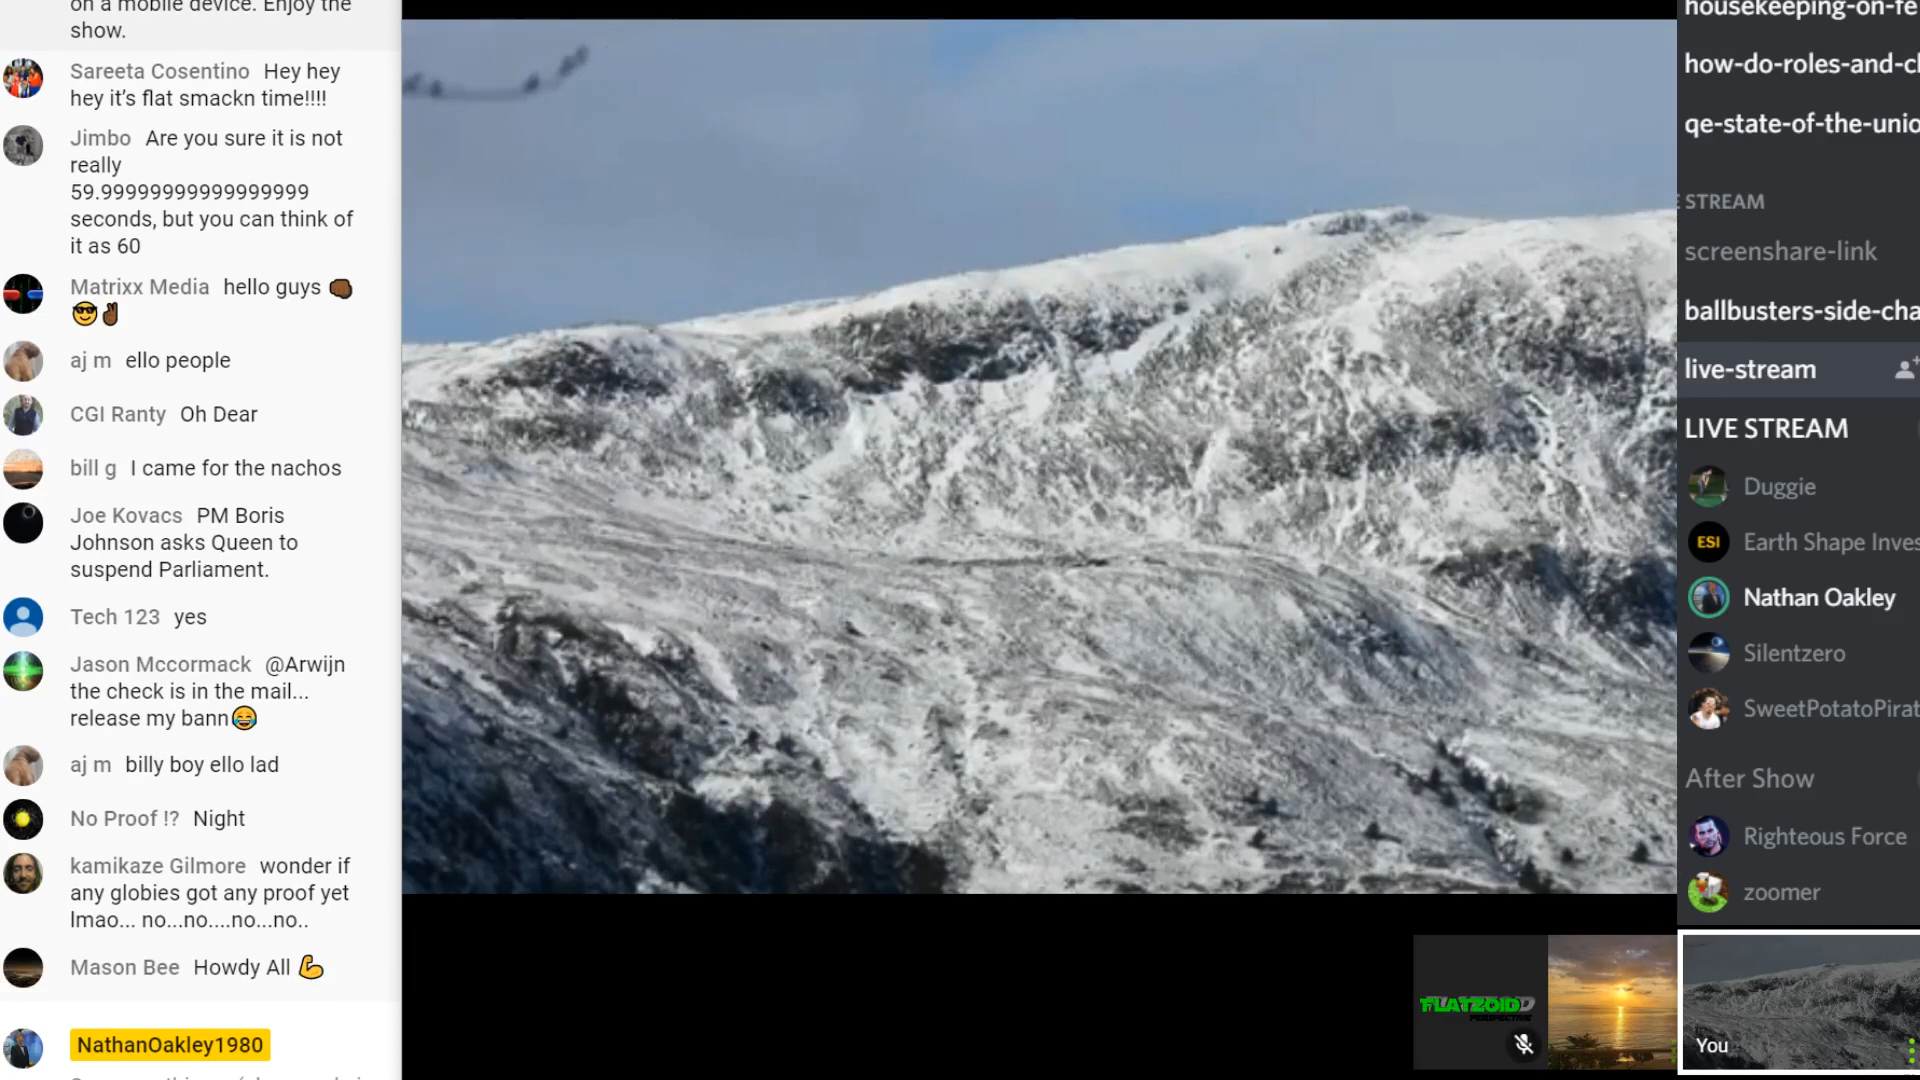 on a mobile device. Enjoy the
show.
Sareeta Cosentino Hey hey
hey it's flat smackn time!!!!
Jimbo Are you sure it is not
really
59.99999999999999999
seconds, but you can think of
it as 60
Matrixx Media hello guys 👊🏾
😎✌🏾
aj m ello people
CGI Ranty Oh Dear
bill g I came for the nachos
Joe Kovacs PM Boris
Johnson asks Queen to
suspend Parliament.
Tech 123 yes
Jason Mccormack @Arwijn
the check is in the mail...
release my bann😂
aj m billy boy ello lad
No Proof !? Night
kamikaze Gilmore wonder if
any globies got any proof yet
lmao... no...no....no...no..
Mason Bee Howdy All 💪
NathanOakley1980
FLATZOID
PERSPECTIVE
You
housekeeping-on-fe
how-do-roles-and-cl
qe-state-of-the-unio
STREAM
screenshare-link
ballbusters-side-cha
live-stream
LIVE STREAM
Duggie
ESI
Earth Shape Inves
Nathan Oakley
Silentzero
SweetPotatoPirat
After Show
Righteous Force
zoomer